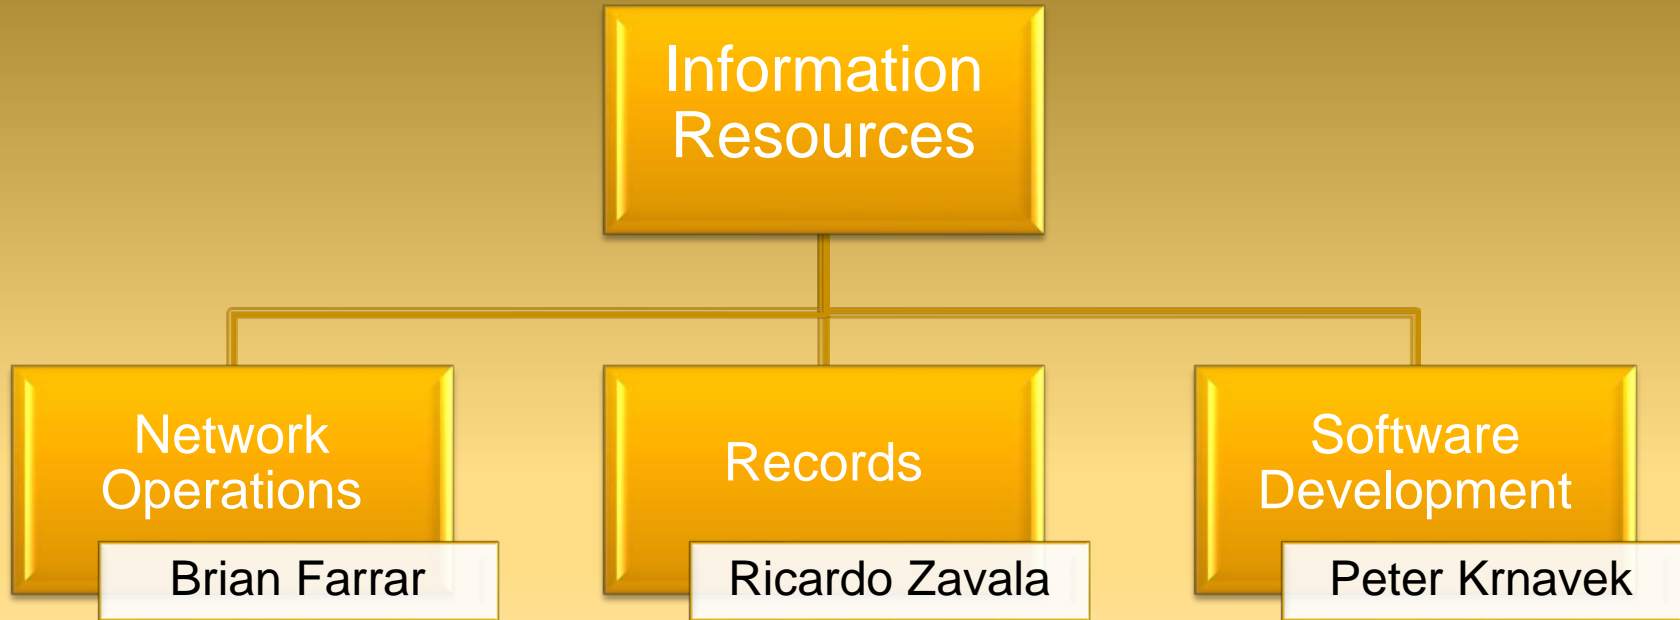 Information
Resources
Network
Operations
Brian Farrar
Records
Ricardo Zavala
Software
Development
Peter Krnavek